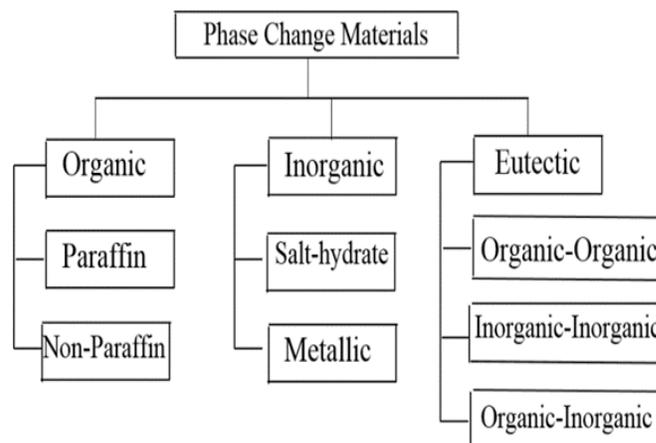 Phase Change Materials
Organic
Paraffin
Non-Paraffin
Inorganic
Salt-hydrate
Metallic
Eutectic
Organic-Organic
Inorganic-Inorganic
Organic-Inorganic